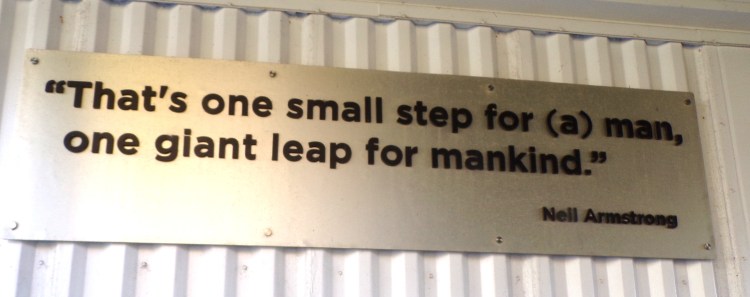 “That's one small step for (a) man,
one giant leap for mankind.”
Neil Armstrong